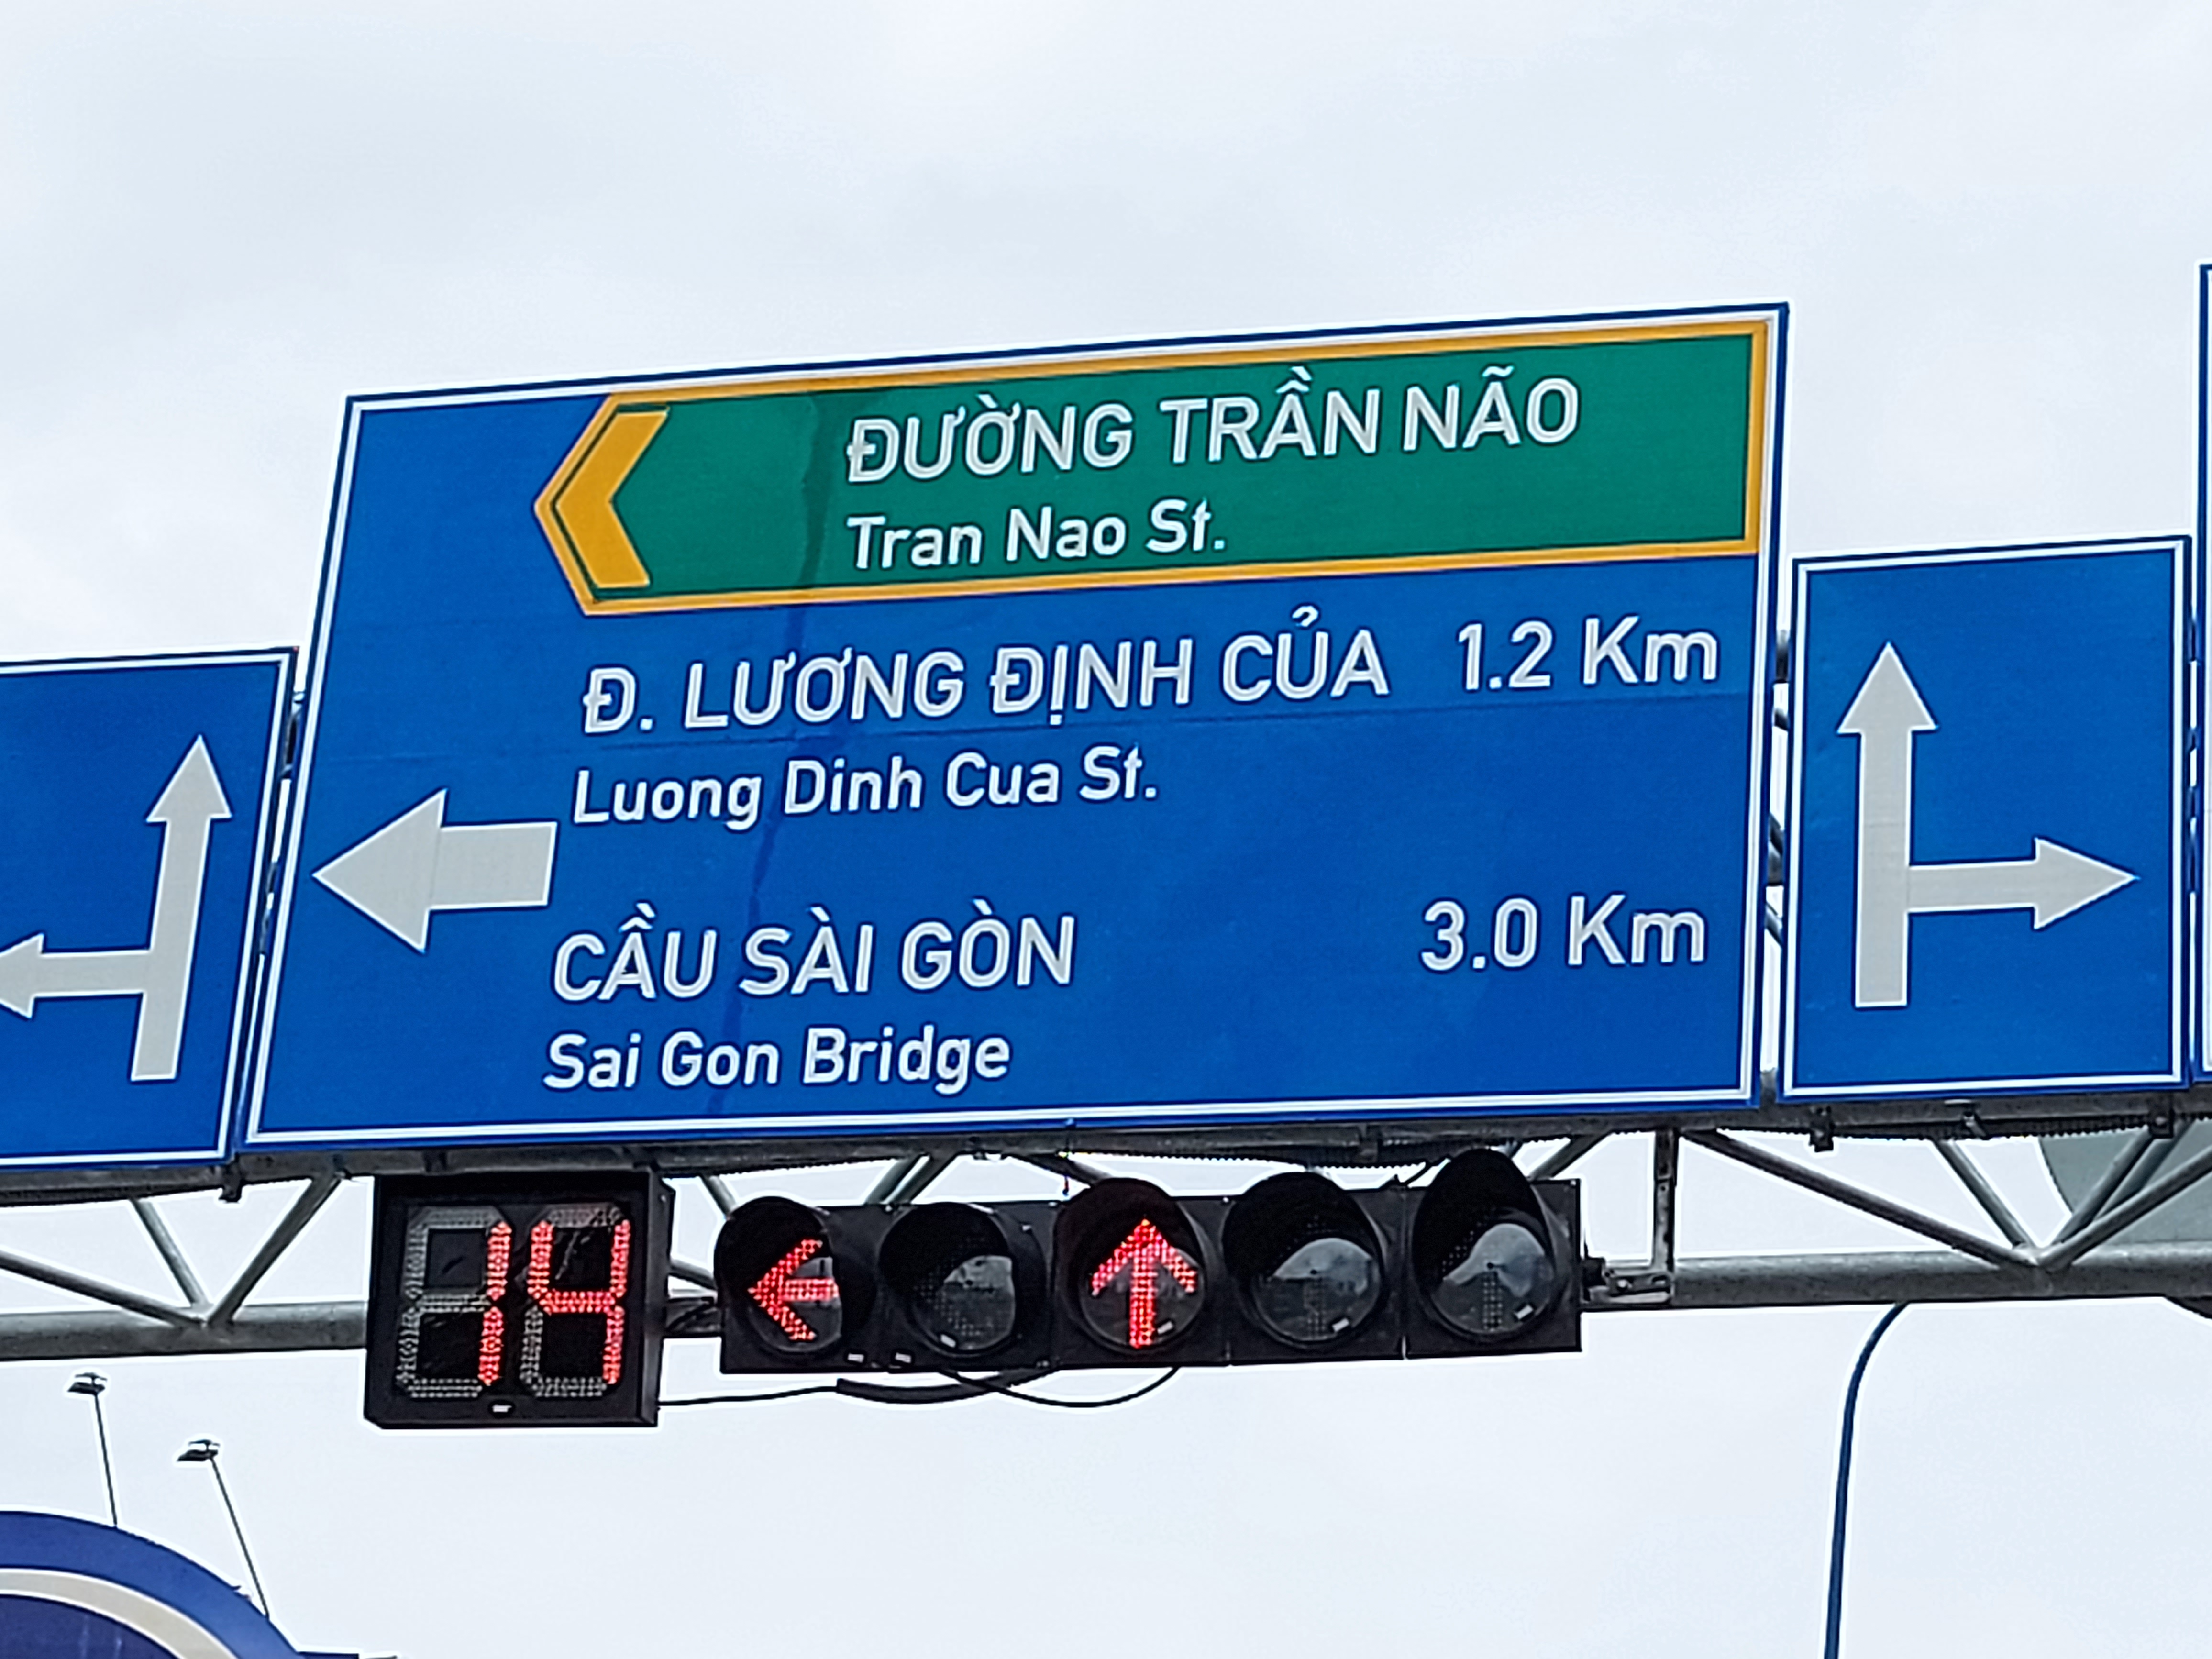 ĐƯỜNG TRẦN NÃO
Tran Nao St.
Đ. LƯƠNG ĐỊNH CỦA 1.2 Km
Luong Dinh Cua St.
CẦU SÀI GÒN 3.0 Km
Sai Gon Bridge
14